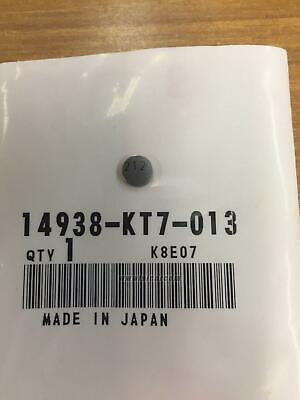 212
14938-KT7-013
QTY 1 K8E07
MADE IN JAPAN